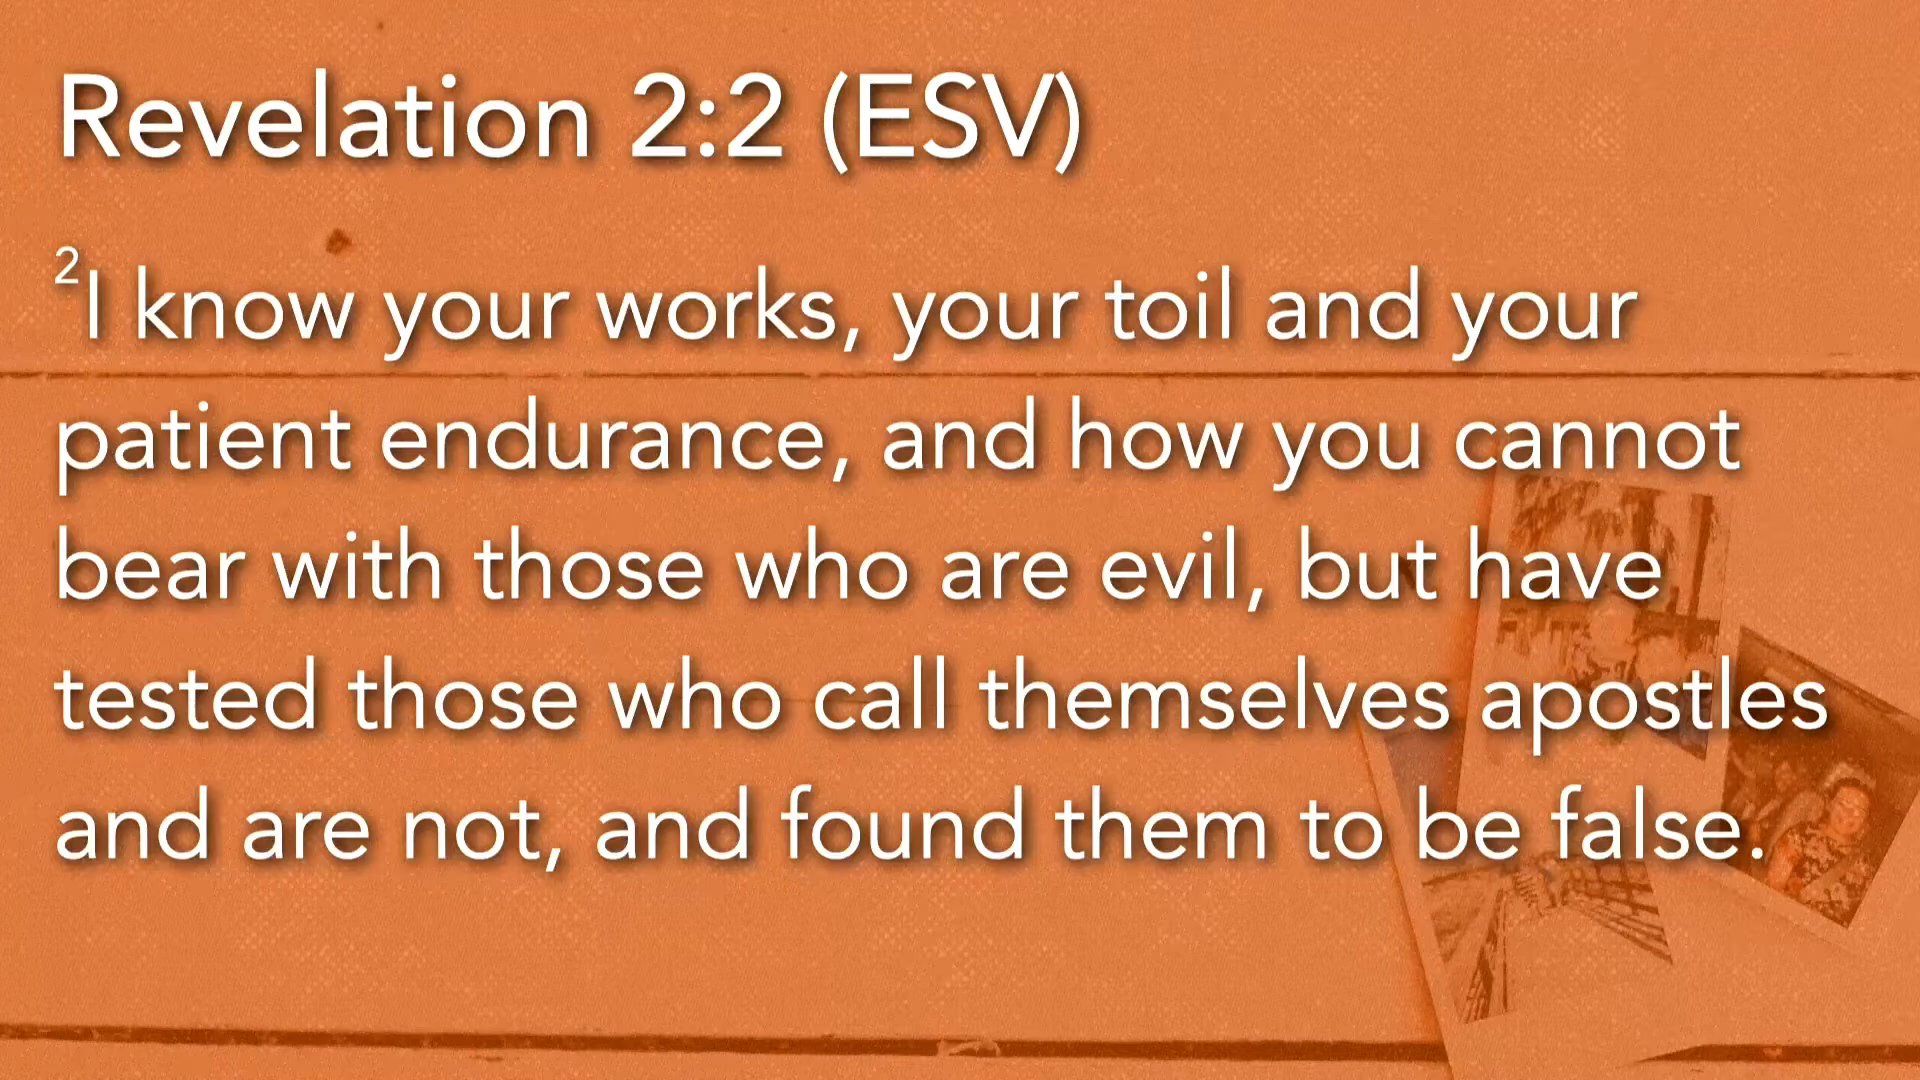 Revelation 2:2 (ESV)
2I know your works, your toil and your
patient endurance, and how you cannot
bear with those who are evil, but have
tested those who call themselves apostles
and are not, and found them to be false.